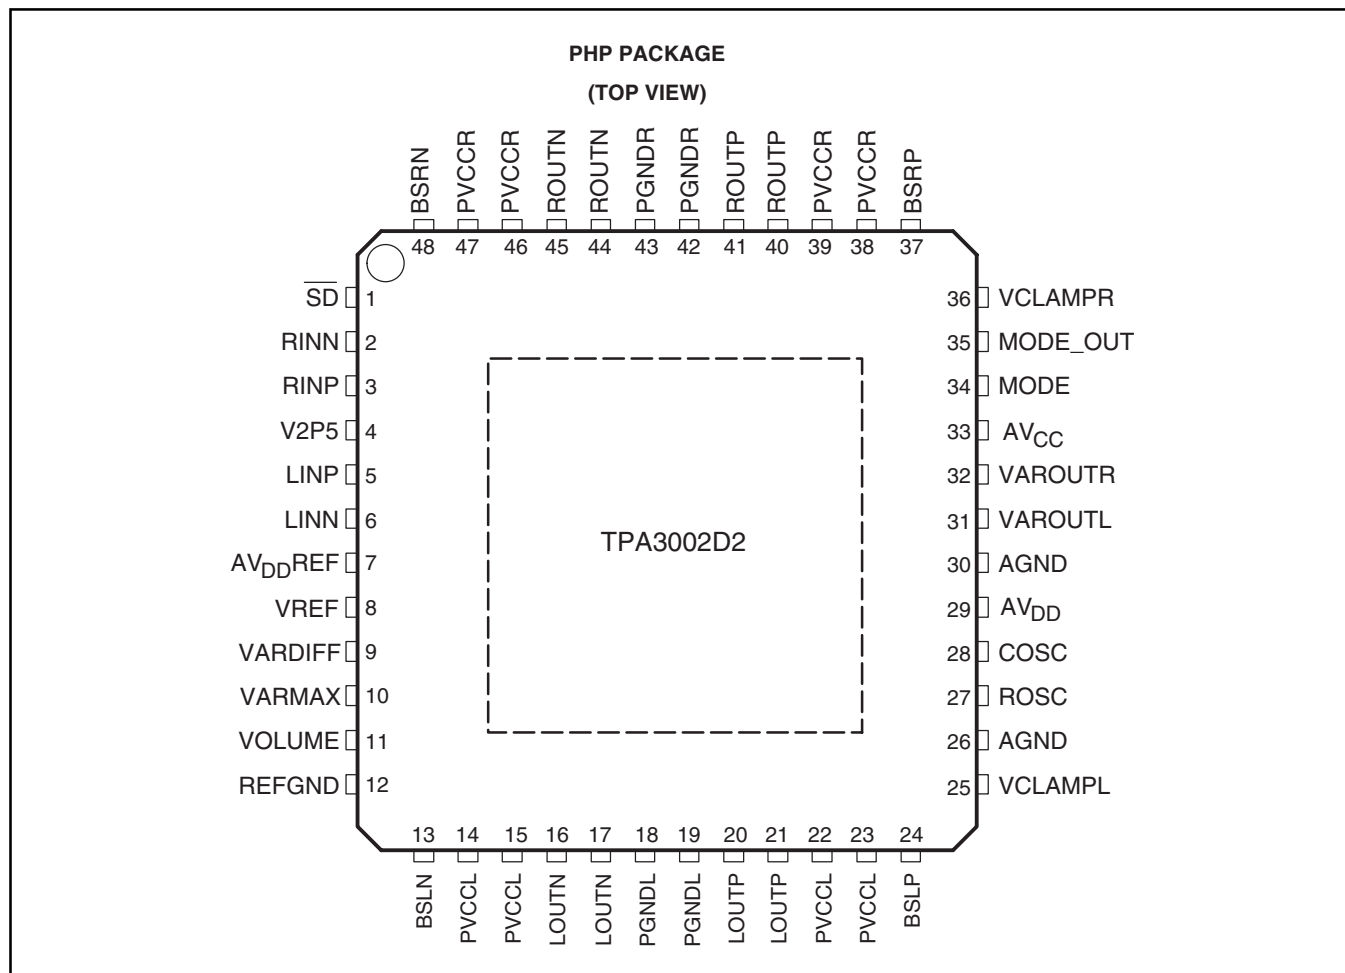 PHP PACKAGE
(TOP VIEW)
BSRN
PVCCR
PVCCR
ROUTN
ROUTN
PGNDR
PGNDR
ROUTP
ROUTP
PVCCR
PVCCR
BSRP
48 47 46 45 44 43 42 41 40 39 38 37
SD 1
RINN 2
RINP 3
V2P5 4
LINP 5
LINN 6
AVDDREF 7
VREF 8
VARDIFF 9
VARMAX 10
VOLUME 11
REFGND 12
TPA3002D2
36 VCLAMPR
35 MODE_OUT
34 MODE
33 AVCC
32 VAROUTR
31 VAROUTL
30 AGND
29 AVDD
28 COSC
27 ROSC
26 AGND
25 VCLAMPL
13 14 15 16 17 18 19 20 21 22 23 24
BSLN
PVCCL
PVCCL
LOUTN
LOUTN
PGNDL
PGNDL
LOUTP
LOUTP
PVCCL
PVCCL
BSLP